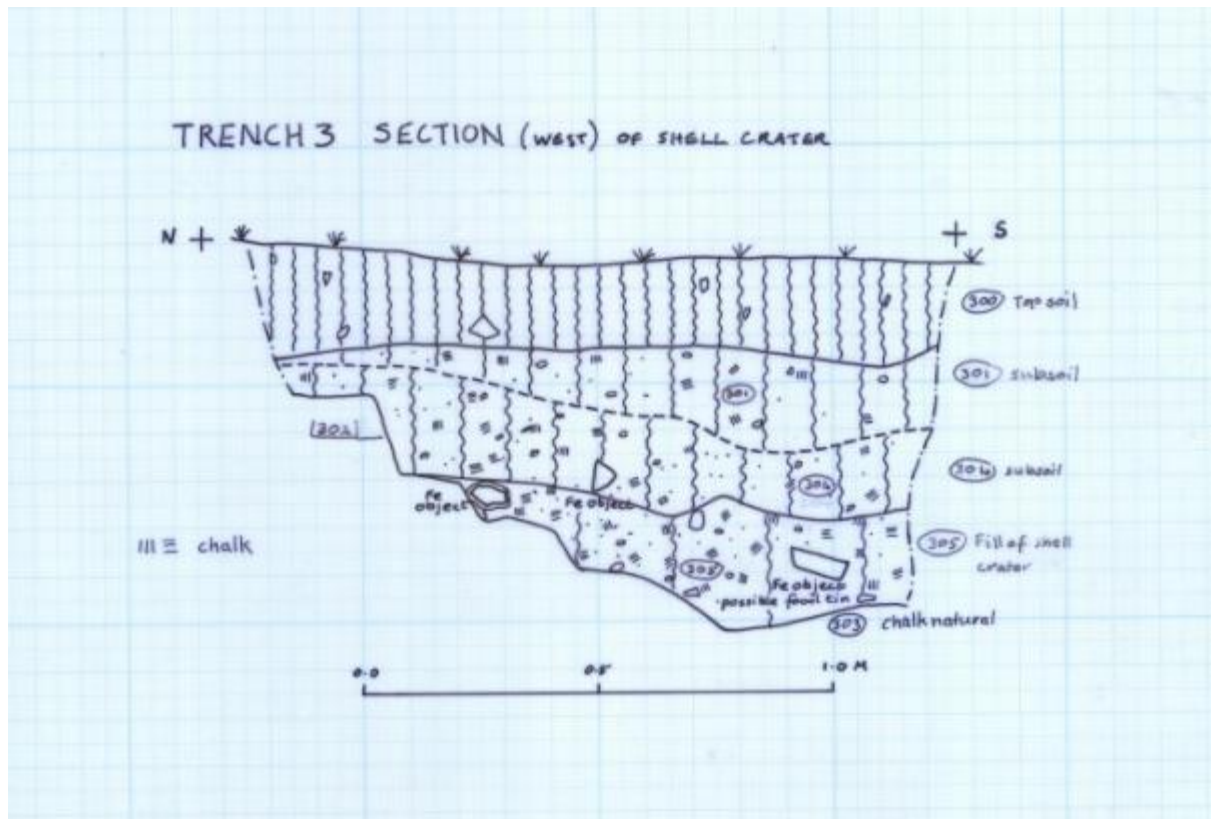 TRENCH 3 SECTION (WEST) OF SHELL CRATER
N S
300 Top soil
301 subsoil
301
302
304 subsoil
304
Fe object
Fe object
305 Fill of shell crater
305
III Ξ chalk
Fe object
possible food tin
303 chalk natural
0.0 0.5 1.0 M